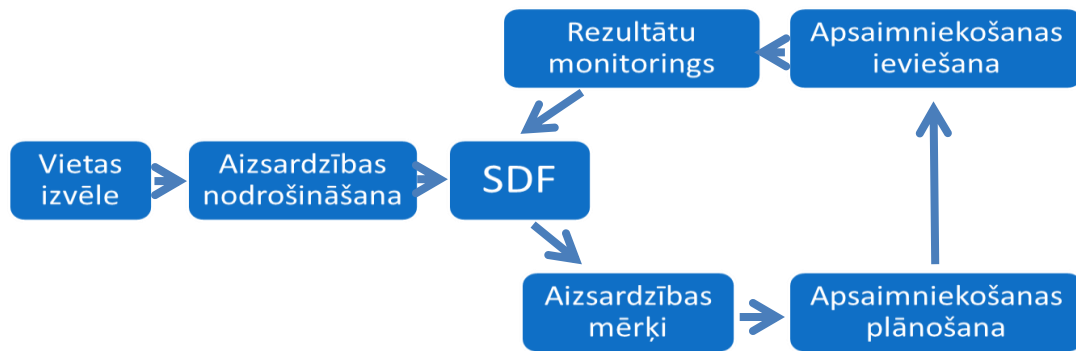 Rezultātu
monitorings
Apsaimniekošanas
ieviešana
Vietas
izvēle
Aizsardzības
nodrošināšana
SDF
Aizsardzības
mērķi
Apsaimniekošanas
plānošana